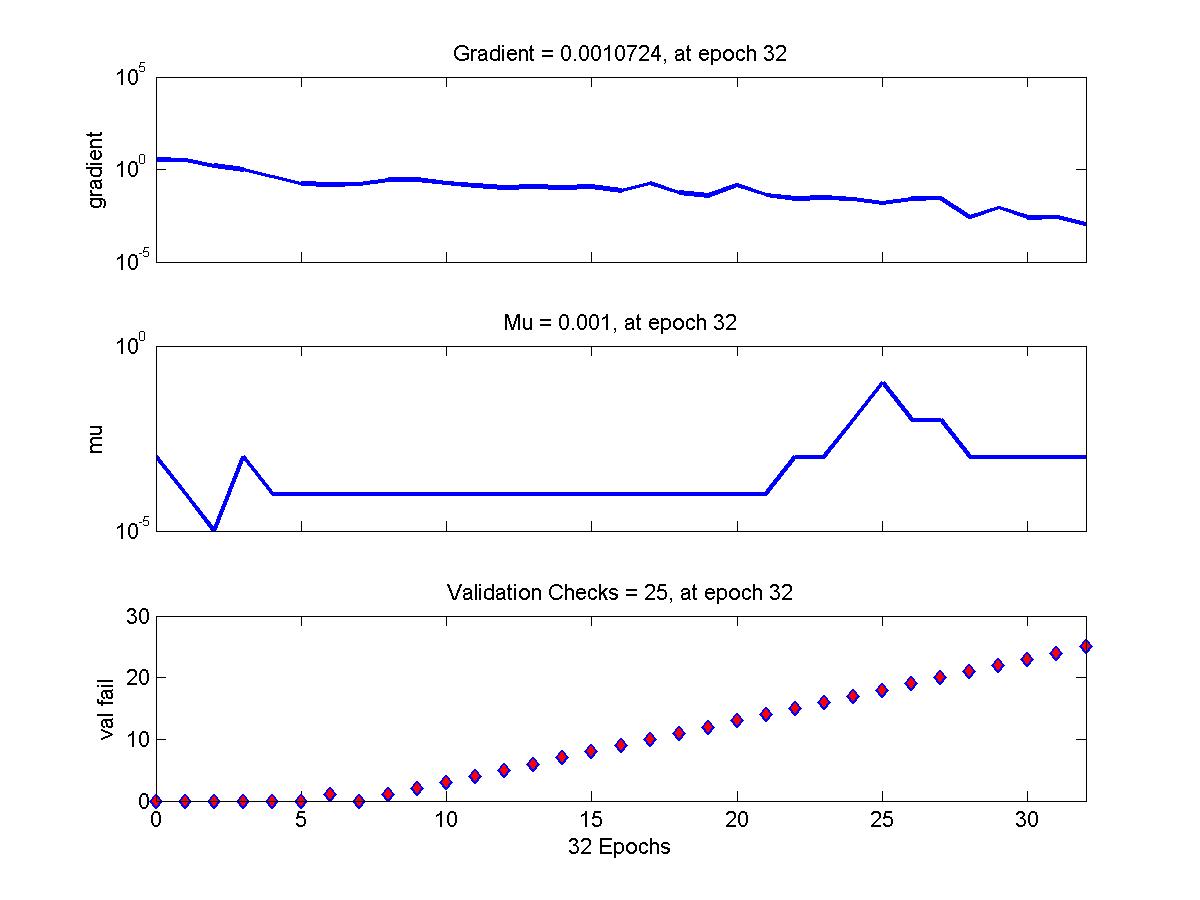 Gradient = 0.0010724, at epoch 32
10^5
10^0
10^-5
gradient
Mu = 0.001, at epoch 32
10^0
10^-5
mu
Validation Checks = 25, at epoch 32
30
20
10
0
val fail
0 5 10 15 20 25 30
32 Epochs